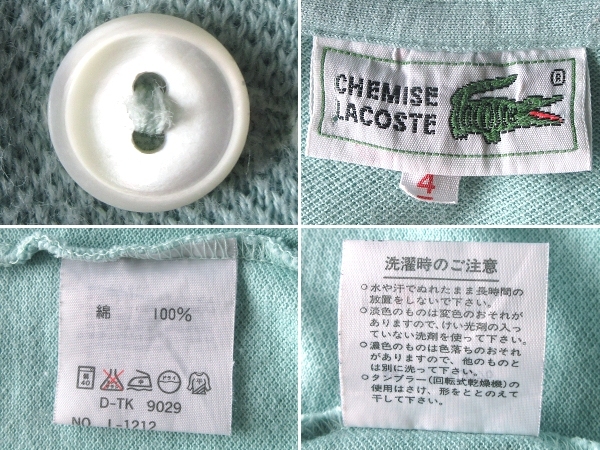 CHEMISE
LACOSTE
®
4
綿 100%
D-TK 9029
NO. L-1212
洗濯時のご注意
○水や汗でぬれたまま長時間の
放置をしないで下さい。
○淡色のものは変色のおそれが
ありますので、けい光剤の入っ
ていない洗剤を使って下さい。
○濃色のものは色落ちのおそれ
がありますので、他のものと
は別に洗って下さい。
○タンブラー(回転式乾燥機)の
使用はさけ、形をととのえて
干して下さい。